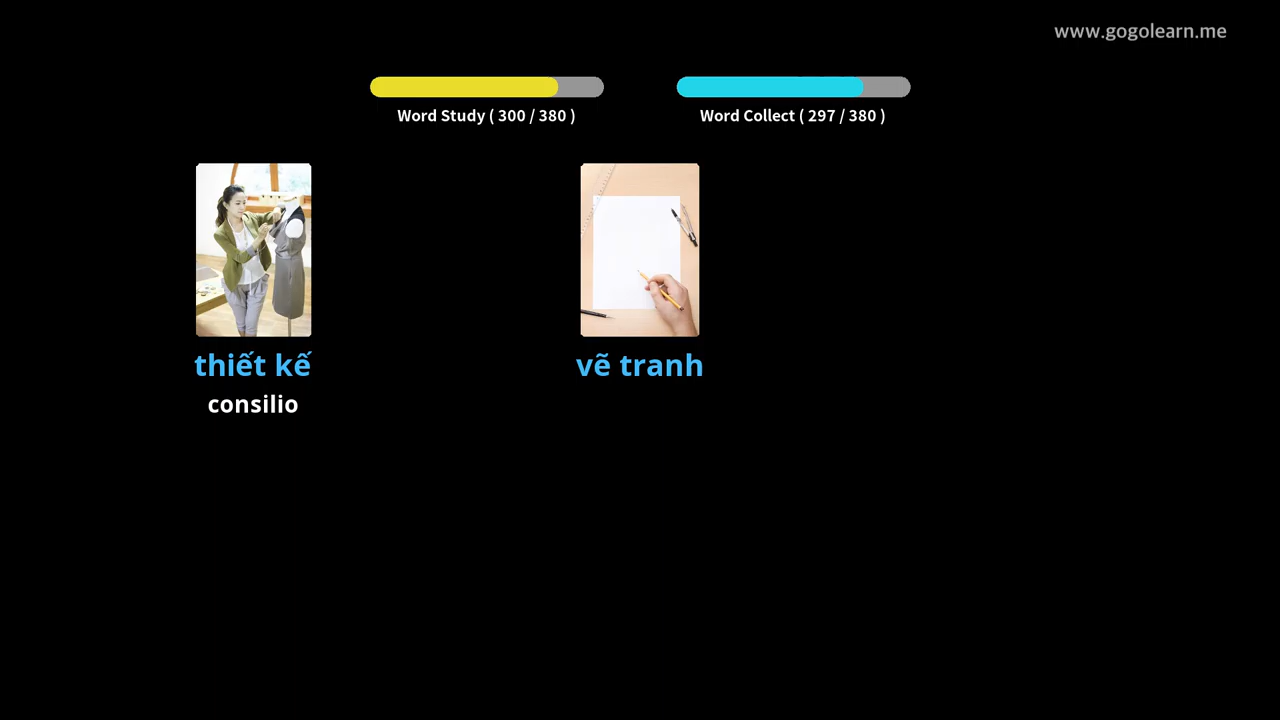 www.gogolearn.me
Word Study ( 300 / 380 )
Word Collect ( 297 / 380 )
thiết kế
vẽ tranh
consilio